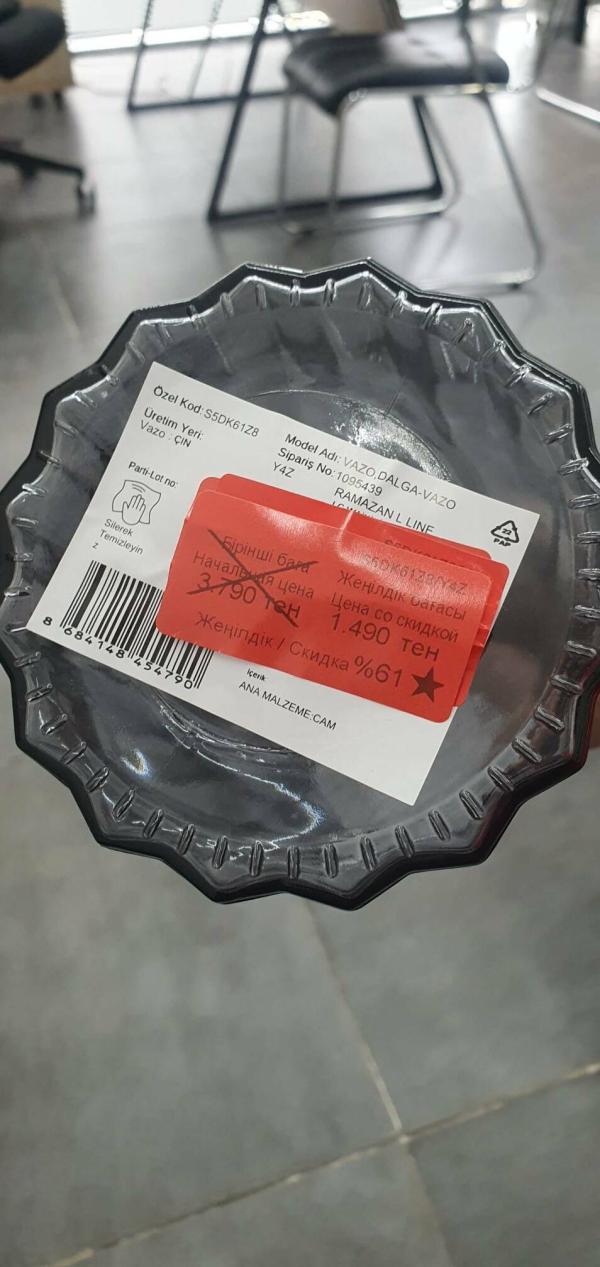 Özel Kod:S5DK61Z8
Üretim Yeri:
Vazo : ÇIN
Model Adı: VAZO,DALGA-VAZO
Sipariş No:1095439
Y4Z
RAMAZAN L LINE
Parti-Lot no:
Silerek
Temizleyin
z
22
PAP
S5DK61Z8/Y4Z
Бірінші баға
Начальная цена
3.790 тен
Жеңілдік бағасы
Цена со скидкой
1.490 тен
Жеңілдік / Скидка %61
8 684148 454790
İçerik
ANA MALZEME:CAM